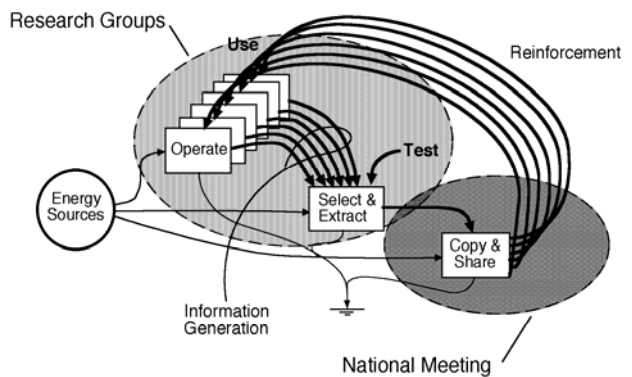 Research Groups
Use
Reinforcement
Operate
Test
Energy
Sources
Select &
Extract
Copy &
Share
Information
Generation
National Meeting